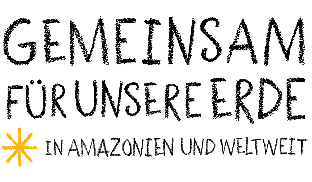 GEMEINSAM
FÜR UNSERE ERDE
IN AMAZONIEN UND WELTWEIT